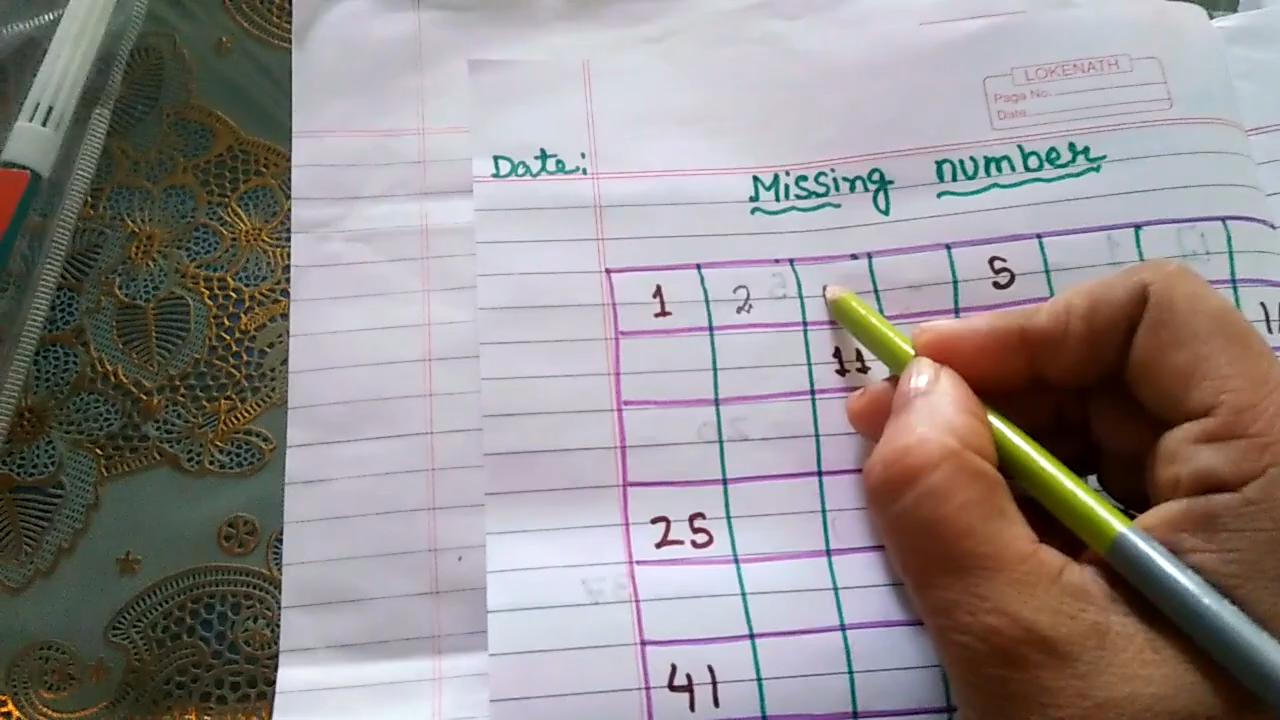 LOKENATH
Page No.
Date
Date:
Missing number
1 2 5
11
25
41